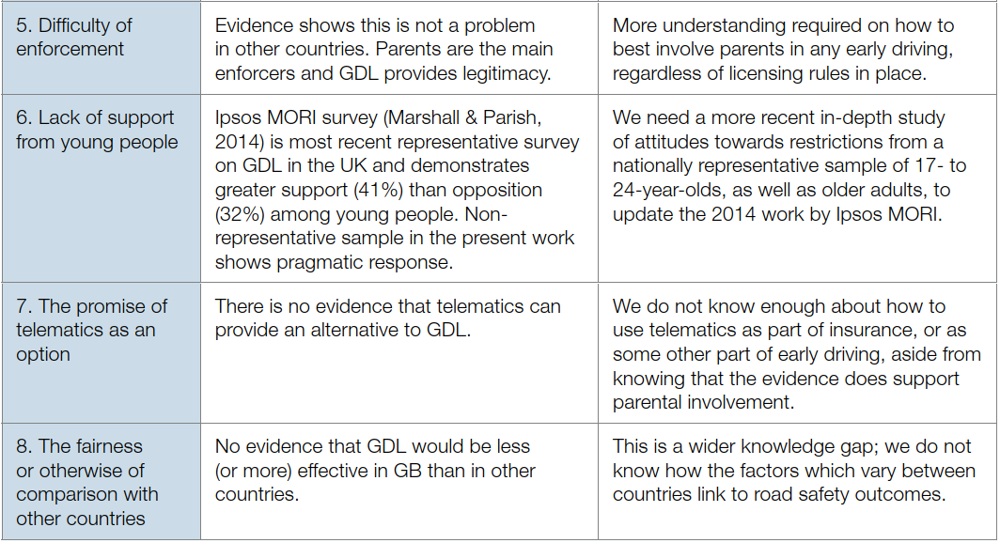 5. Difficulty of
enforcement
Evidence shows this is not a problem
in other countries. Parents are the main
enforcers and GDL provides legitimacy.
More understanding required on how to
best involve parents in any early driving,
regardless of licensing rules in place.
6. Lack of support
from young people
Ipsos MORI survey (Marshall & Parish,
2014) is most recent representative survey
on GDL in the UK and demonstrates
greater support (41%) than opposition
(32%) among young people. Non-
representative sample in the present work
shows pragmatic response.
We need a more recent in-depth study
of attitudes towards restrictions from a
nationally representative sample of 17- to
24-year-olds, as well as older adults, to
update the 2014 work by Ipsos MORI.
7. The promise of
telematics as an
option
There is no evidence that telematics can
provide an alternative to GDL.
We do not know enough about how to
use telematics as part of insurance, or as
some other part of early driving, aside from
knowing that the evidence does support
parental involvement.
8. The fairness
or otherwise of
comparison with
other countries
No evidence that GDL would be less
(or more) effective in GB than in other
countries.
This is a wider knowledge gap; we do not
know how the factors which vary between
countries link to road safety outcomes.